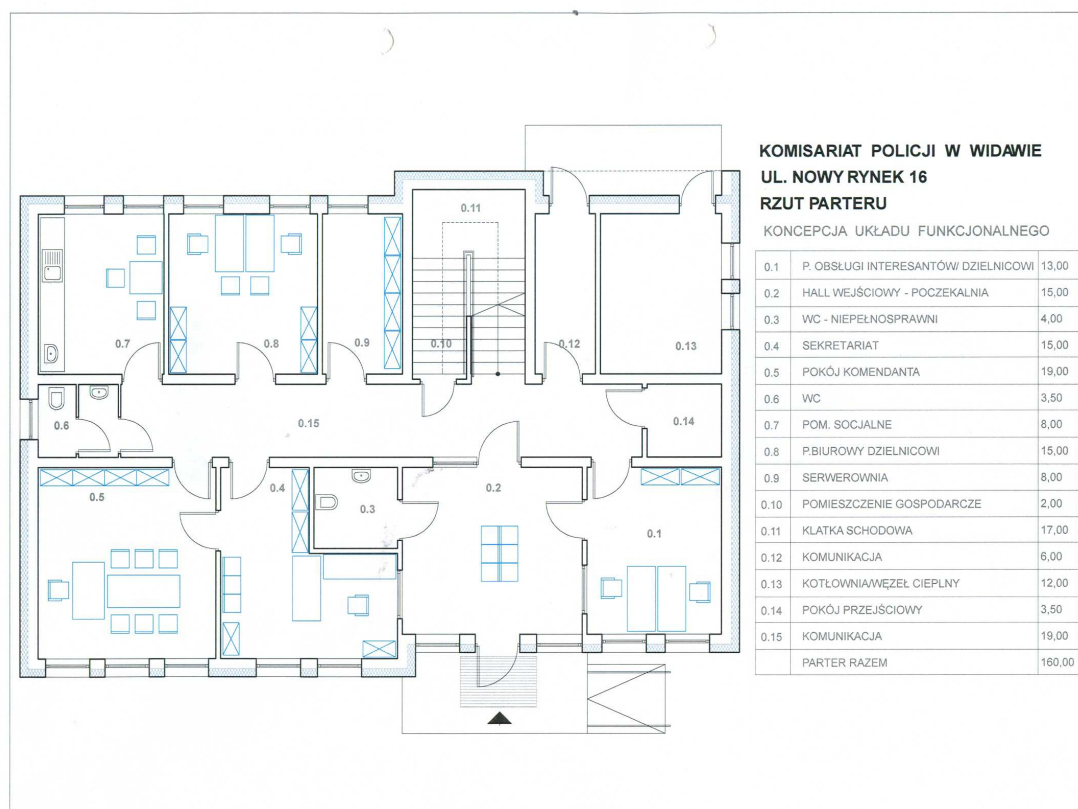 KOMISARIAT POLICJI W WIDAWIE
UL. NOWY RYNEK 16
RZUT PARTERU
KONCEPCJA UKŁADU FUNKCJONALNEGO
0.1 P. OBSŁUGI INTERESANTÓW/ DZIELNICOWI 13,00
0.2 HALL WEJŚCIOWY - POCZEKALNIA 15,00
0.3 WC - NIEPEŁNOSPRAWNI 4,00
0.4 SEKRETARIAT 15,00
0.5 POKÓJ KOMENDANTA 19,00
0.6 WC 3,50
0.7 POM. SOCJALNE 8,00
0.8 P.BIUROWY DZIELNICOWI 15,00
0.9 SERWEROWNIA 8,00
0.10 POMIESZCZENIE GOSPODARCZE 2,00
0.11 KLATKA SCHODOWA 17,00
0.12 KOMUNIKACJA 6,00
0.13 KOTŁOWNIA/WĘZEŁ CIEPLNY 12,00
0.14 POKÓJ PRZEJŚCIOWY 3,50
0.15 KOMUNIKACJA 19,00
PARTER RAZEM 160,00
0.11
0.7
0.8
0.9
0.10
0.12
0.13
0.6
0.15
0.14
0.5
0.4
0.3
0.2
0.1